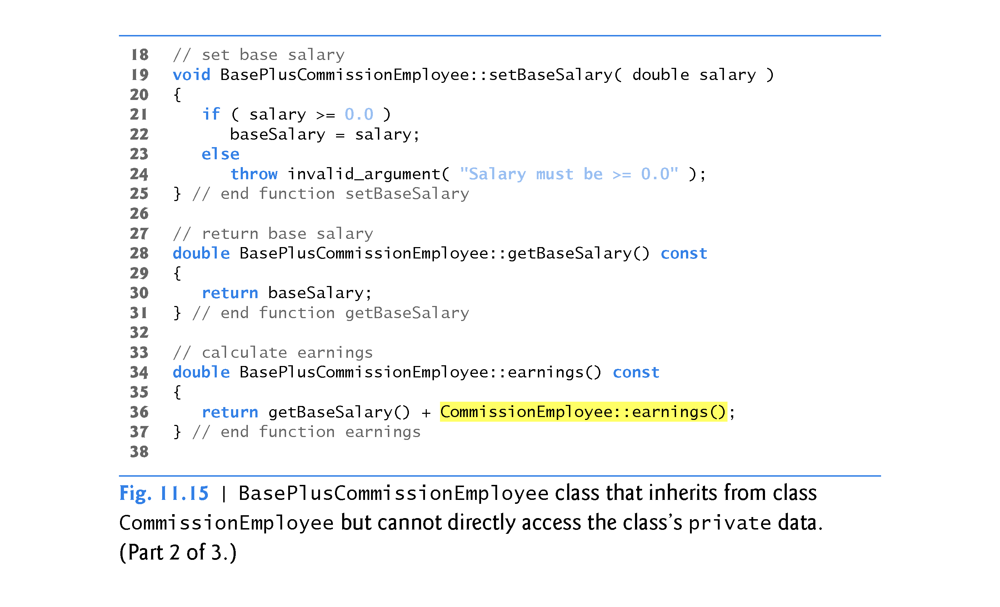 18 // set base salary
19 void BasePlusCommissionEmployee::setBaseSalary( double salary )
20 {
21    if ( salary >= 0.0 )
22       baseSalary = salary;
23    else
24       throw invalid_argument( "Salary must be >= 0.0" );
25 } // end function setBaseSalary
26
27 // return base salary
28 double BasePlusCommissionEmployee::getBaseSalary() const
29 {
30    return baseSalary;
31 } // end function getBaseSalary
32
33 // calculate earnings
34 double BasePlusCommissionEmployee::earnings() const
35 {
36    return getBaseSalary() + CommissionEmployee::earnings();
37 } // end function earnings
38
Fig. 11.15 | BasePlusCommissionEmployee class that inherits from class
CommissionEmployee but cannot directly access the class’s private data.
(Part 2 of 3.)